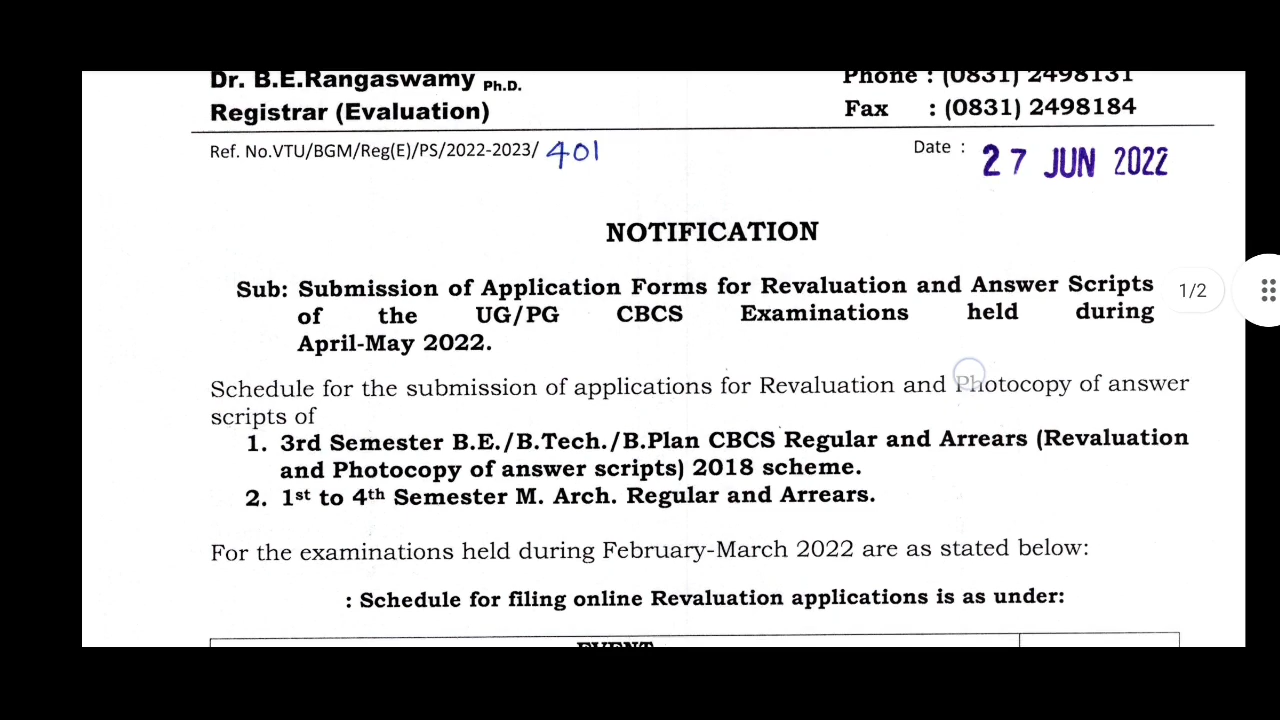 Dr. B.E.Rangaswamy Ph.D.
Registrar (Evaluation)
Phone : (0831) 2498131
Fax : (0831) 2498184
Ref. No.VTU/BGM/Reg(E)/PS/2022-2023/ 401
Date : 27 JUN 2022
NOTIFICATION
Sub: Submission of Application Forms for Revaluation and Answer Scripts
of the UG/PG CBCS Examinations held during
April-May 2022.
1/2
Schedule for the submission of applications for Revaluation and Photocopy of answer
scripts of
1. 3rd Semester B.E./B.Tech./B.Plan CBCS Regular and Arrears (Revaluation
and Photocopy of answer scripts) 2018 scheme.
2. 1st to 4th Semester M. Arch. Regular and Arrears.
For the examinations held during February-March 2022 are as stated below:
: Schedule for filing online Revaluation applications is as under:
EVENT